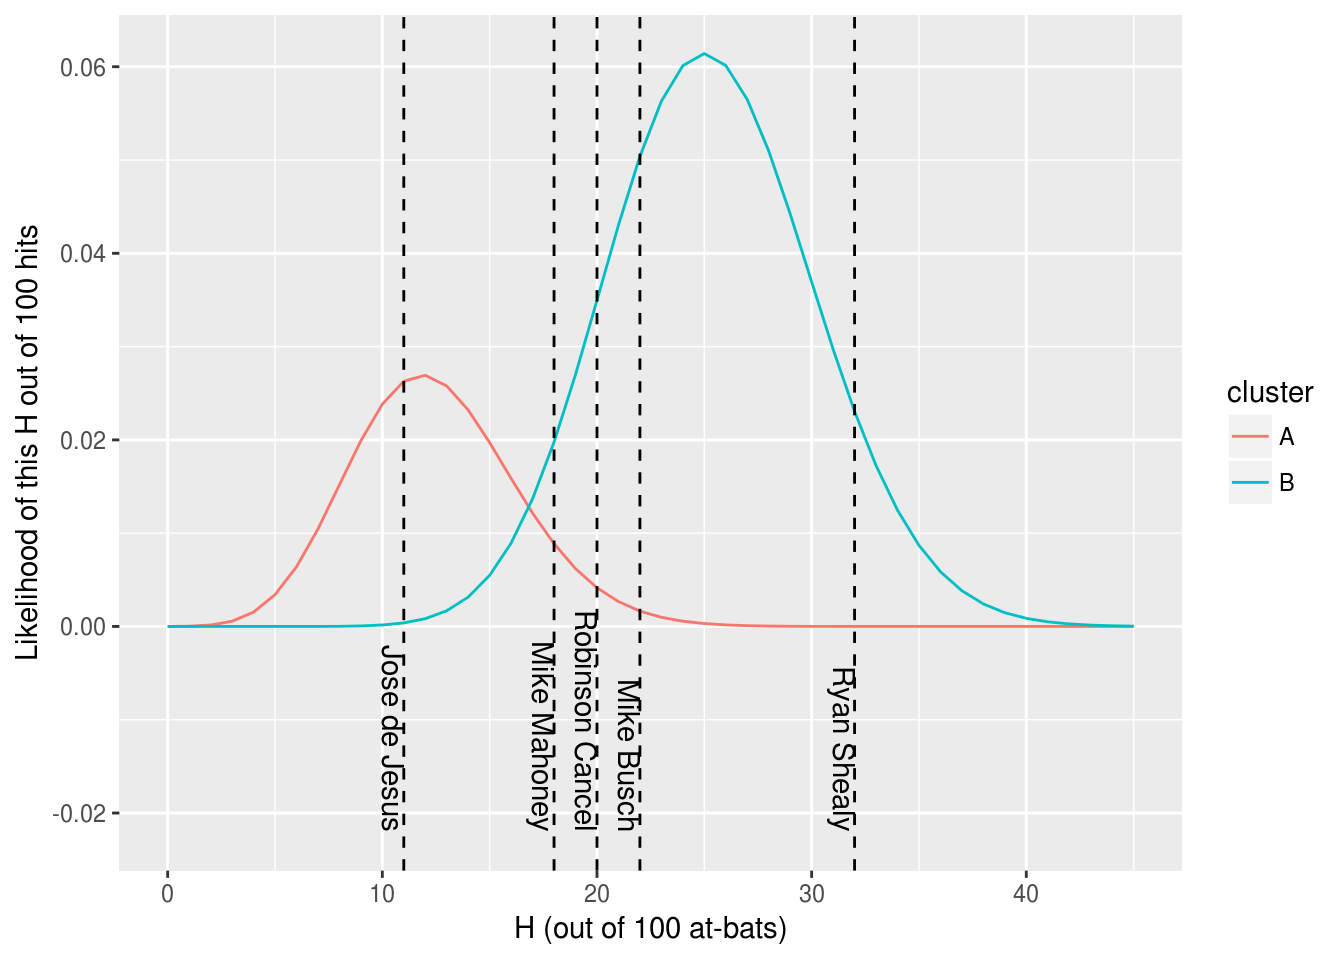 Likelihood of this H out of 100 hits
0.06
0.04
0.02
0.00
-0.02
Jose de Jesus
Mike Mahoney
Robinson Cancel
Mike Busch
Ryan Shealy
0
10
20
30
40
H (out of 100 at-bats)
cluster
A
B